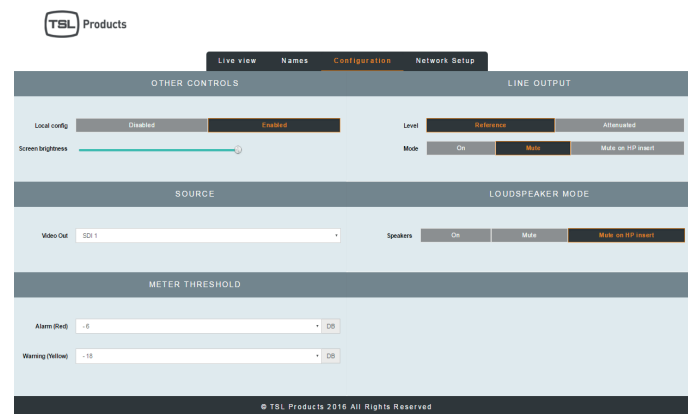 TSL Products
Live view Names Configuration Network Setup
OTHER CONTROLS
Local config Disabled Enabled
Screen brightness
LINE OUTPUT
Level Reference Attenuated
Mode On Mute Mute on HP insert
SOURCE
Video Out SDI 1
LOUDSPEAKER MODE
Speakers On Mute Mute on HP insert
METER THRESHOLD
Alarm (Red) -6 DB
Warning (Yellow) -18 DB
© TSL Products 2016 All Rights Reserved